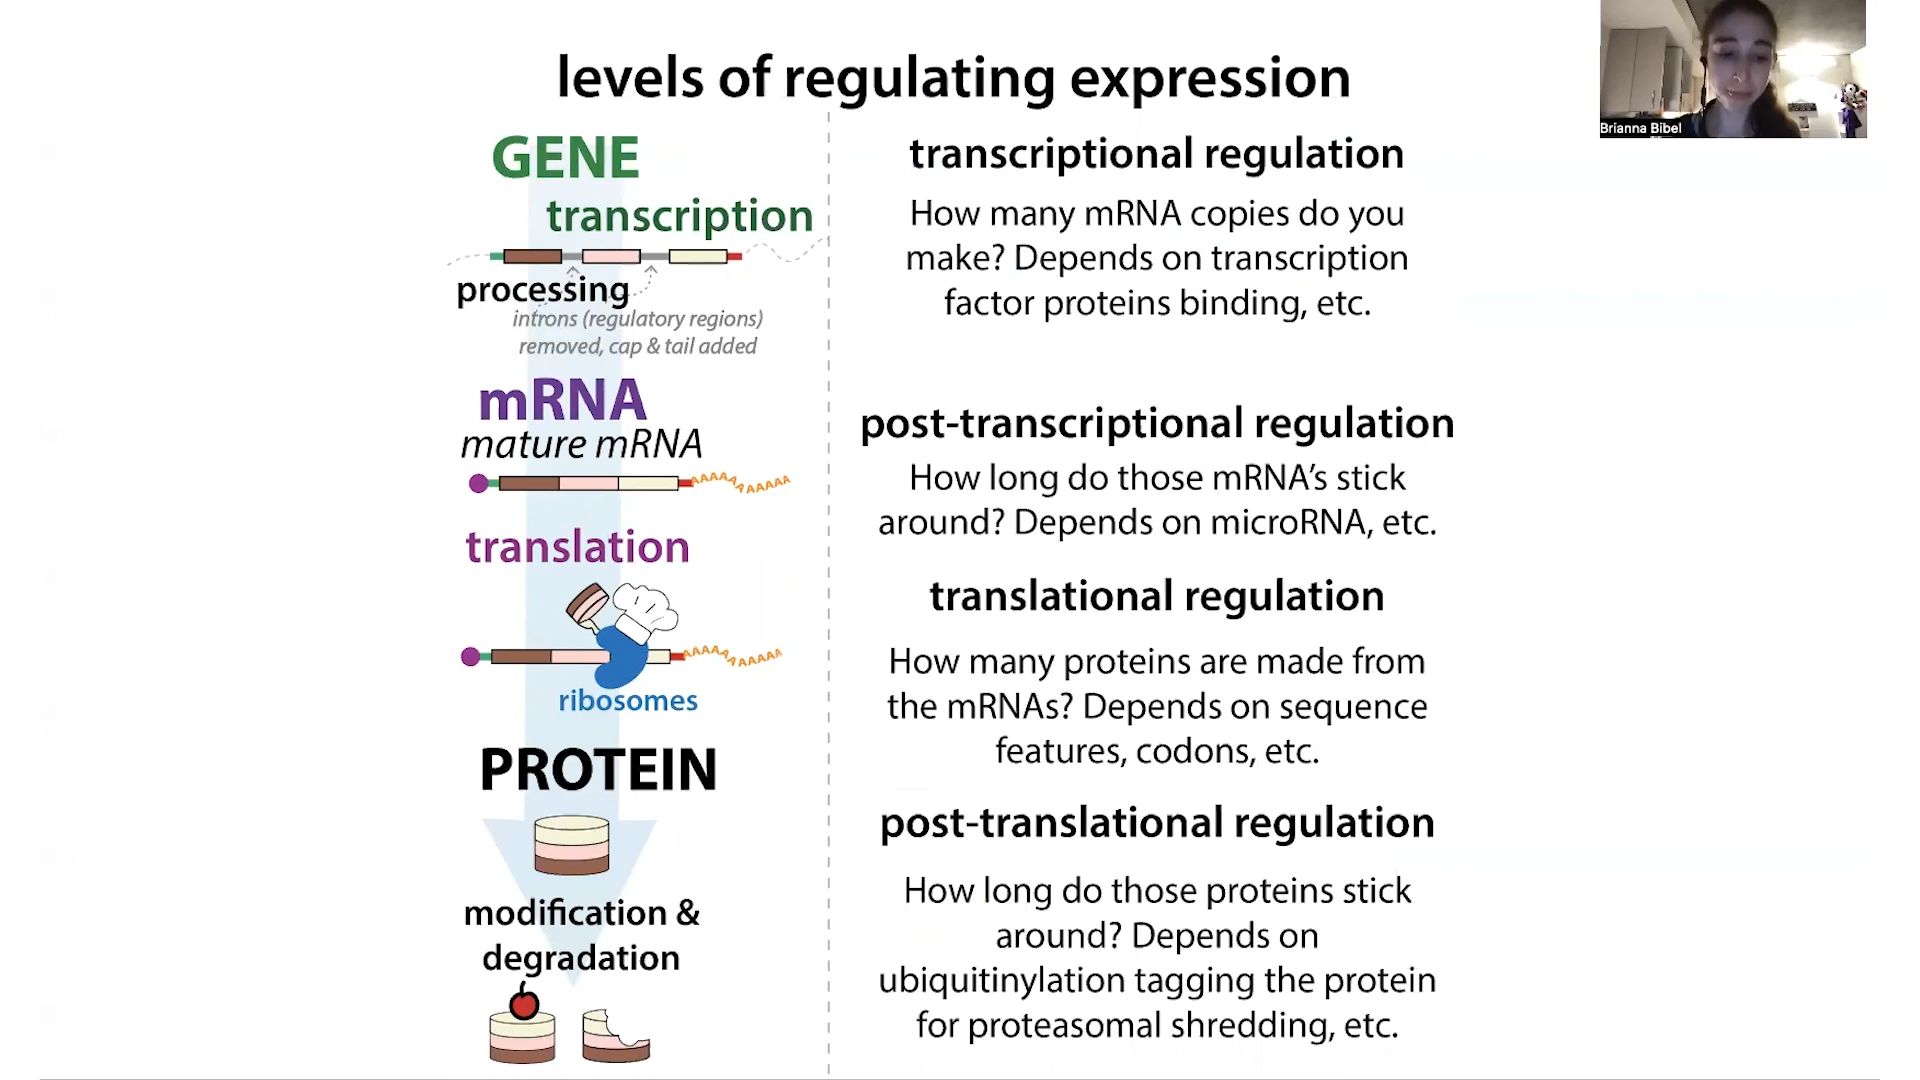 levels of regulating expression
Brianna Bibel
GENE
transcription
processing
introns (regulatory regions)
removed, cap & tail added
mRNA
mature mRNA
AAAAAAAAAAA
translation
AAAAAAAAAAA
ribosomes
PROTEIN
modification &
degradation
transcriptional regulation
How many mRNA copies do you
make? Depends on transcription
factor proteins binding, etc.
post-transcriptional regulation
How long do those mRNA’s stick
around? Depends on microRNA, etc.
translational regulation
How many proteins are made from
the mRNAs? Depends on sequence
features, codons, etc.
post-translational regulation
How long do those proteins stick
around? Depends on
ubiquitinylation tagging the protein
for proteasomal shredding, etc.